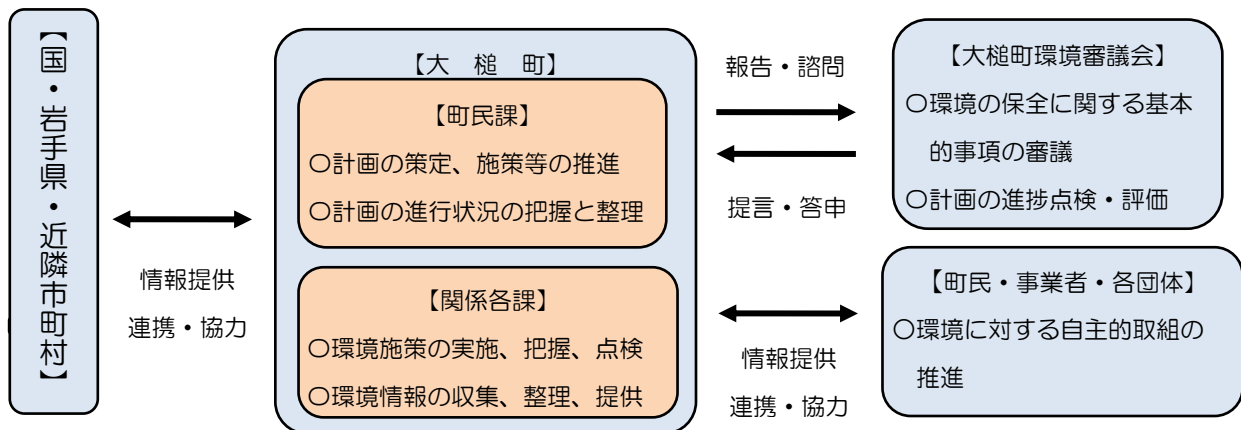 【国・岩手県・近隣市町村】
情報提供
連携・協力
【大　槌　町】
【町民課】
〇計画の策定、施策等の推進
〇計画の進行状況の把握と整理
【関係各課】
〇環境施策の実施、把握、点検
〇環境情報の収集、整理、提供
報告・諮問
提言・答申
情報提供
連携・協力
【大槌町環境審議会】
〇環境の保全に関する基本
的事項の審議
〇計画の進捗点検・評価
【町民・事業者・各団体】
〇環境に対する自主的取組の
推進